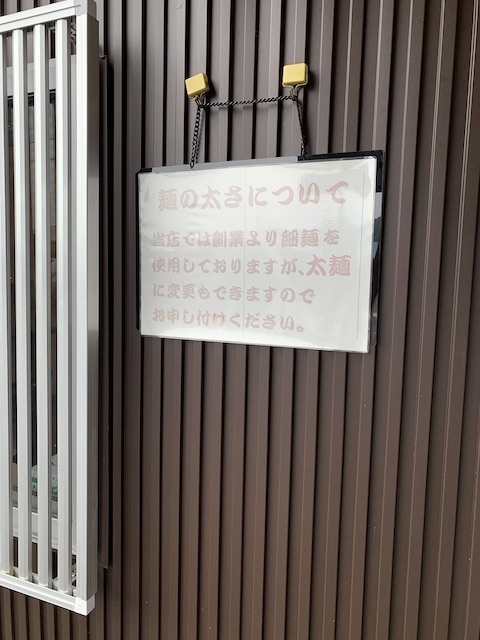 麺の太さについて
当店では創業より細麺を
使用しておりますが、太麺
に変更もできますので
お申し付けください。